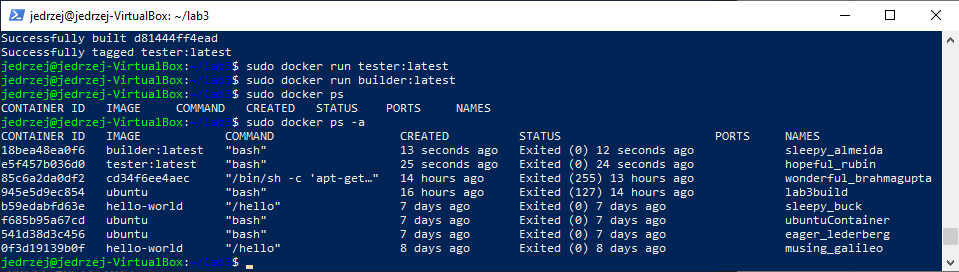 jedrzej@jedrzej-VirtualBox: ~/lab3
Successfully built d81444ff4ead
Successfully tagged tester:latest
jedrzej@jedrzej-VirtualBox:~/lab3$ sudo docker run tester:latest
jedrzej@jedrzej-VirtualBox:~/lab3$ sudo docker run builder:latest
jedrzej@jedrzej-VirtualBox:~/lab3$ sudo docker ps
CONTAINER ID   IMAGE     COMMAND   CREATED   STATUS    PORTS     NAMES
jedrzej@jedrzej-VirtualBox:~/lab3$ sudo docker ps -a
CONTAINER ID   IMAGE            COMMAND                  CREATED          STATUS                      PORTS     NAMES
18bea48ea0f6   builder:latest   "bash"                   13 seconds ago   Exited (0) 12 seconds ago             sleepy_almeida
e5f457b036d0   tester:latest    "bash"                   25 seconds ago   Exited (0) 24 seconds ago             hopeful_rubin
85c6a2da0df2   cd34f6ee4aec     "/bin/sh -c 'apt-get…"   14 hours ago     Exited (255) 13 hours ago             wonderful_brahmagupta
945e5d9ec854   ubuntu           "bash"                   16 hours ago     Exited (127) 14 hours ago             lab3build
b59edabfd63e   hello-world      "/hello"                 7 days ago       Exited (0) 7 days ago                 sleepy_buck
f685b95a67cd   ubuntu           "bash"                   7 days ago       Exited (0) 7 days ago                 ubuntuContainer
541d38d3c456   ubuntu           "bash"                   7 days ago       Exited (0) 7 days ago                 eager_lederberg
0f3d19139b0f   hello-world      "/hello"                 8 days ago       Exited (0) 8 days ago                 musing_galileo
jedrzej@jedrzej-VirtualBox:~/lab3$